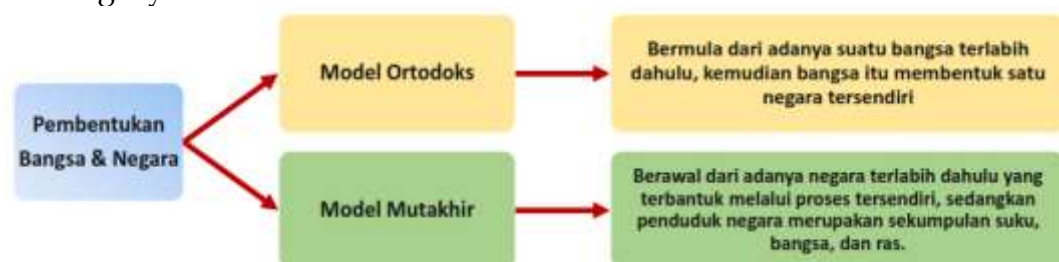 Pembentukan
Bangsa & Negara
Model Ortodoks
Bermula dari adanya suatu bangsa terlabih
dahulu, kemudian bangsa itu membentuk satu
negara tersendiri
Model Mutakhir
Berawal dari adanya negara terlabih dahulu yang
terbantuk melalui proses tersendiri, sedangkan
penduduk negara merupakan sekumpulan suku,
bangsa, dan ras.